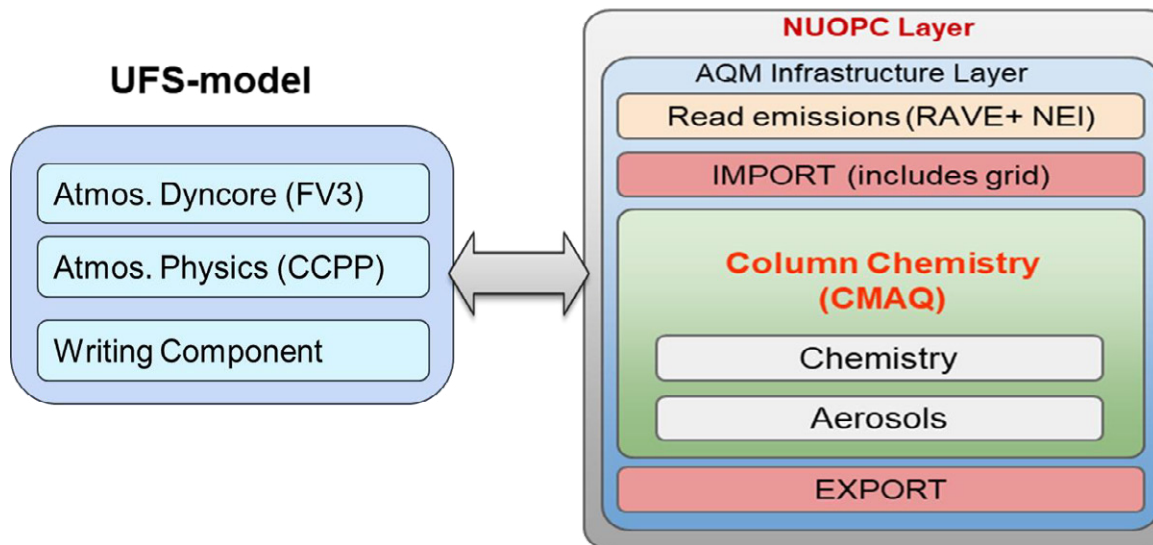 UFS-model
Atmos. Dyncore (FV3)
Atmos. Physics (CCPP)
Writing Component
NUOPC Layer
AQM Infrastructure Layer
Read emissions (RAVE+ NEI)
IMPORT (includes grid)
Column Chemistry
(CMAQ)
Chemistry
Aerosols
EXPORT